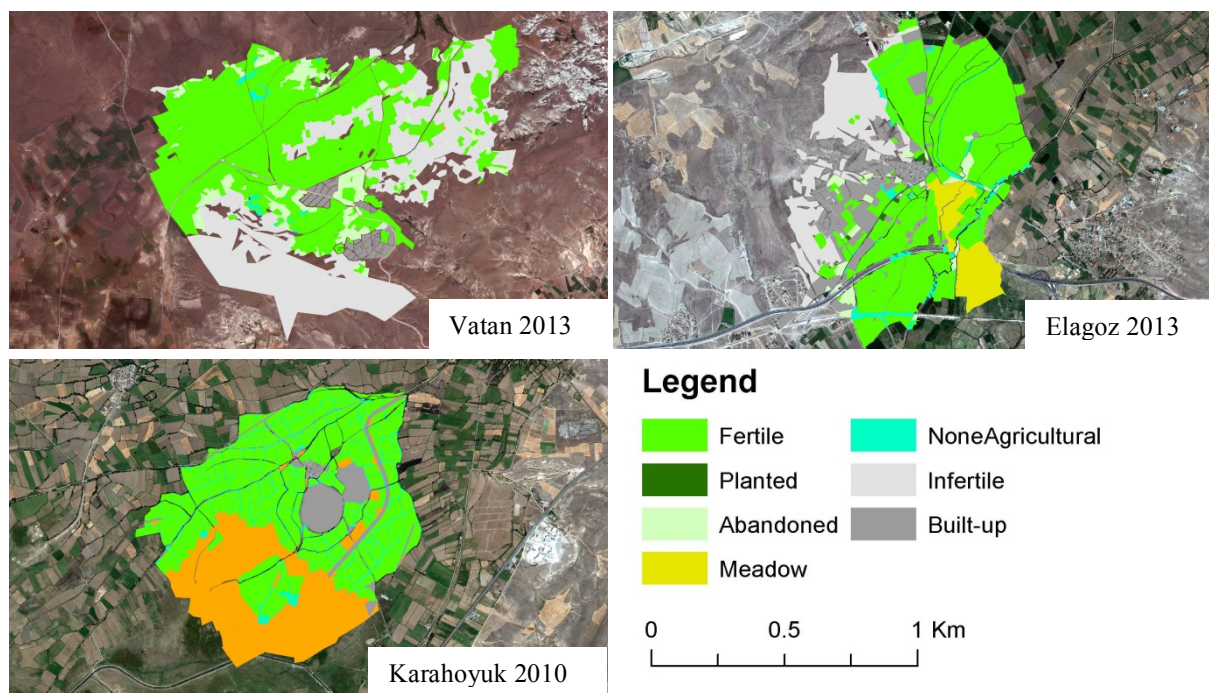 Vatan 2013
Elagoz 2013
Karahoyuk 2010
Legend
Fertile
Planted
Abandoned
Meadow
NoneAgricultural
Infertile
Built-up
0 0.5 1 Km